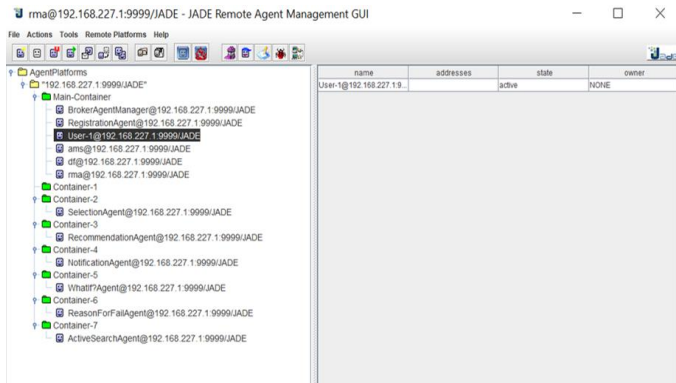 rma@192.168.227.1:9999/JADE - JADE Remote Agent Management GUI
File Actions Tools Remote Platforms Help
AgentPlatforms
"192.168.227.1:9999/JADE"
Main-Container
BrokerAgentManager@192.168.227.1:9999/JADE
RegistrationAgent@192.168.227.1:9999/JADE
User-1@192.168.227.1:9999/JADE
ams@192.168.227.1:9999/JADE
df@192.168.227.1:9999/JADE
rma@192.168.227.1:9999/JADE
Container-1
Container-2
SelectionAgent@192.168.227.1:9999/JADE
Container-3
RecommendationAgent@192.168.227.1:9999/JADE
Container-4
NotificationAgent@192.168.227.1:9999/JADE
Container-5
Whatif?Agent@192.168.227.1:9999/JADE
Container-6
ReasonForFailAgent@192.168.227.1:9999/JADE
Container-7
ActiveSearchAgent@192.168.227.1:9999/JADE
name addresses state owner
User-1@192.168.227.1:9... active NONE